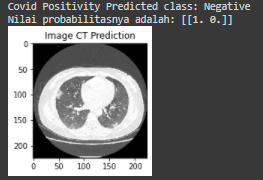 Covid Positivity Predicted class: Negative
Nilai probabilitasnya adalah: [[1. 0.]]
Image CT Prediction
0
50
100
150
200
0 50 100 150 200